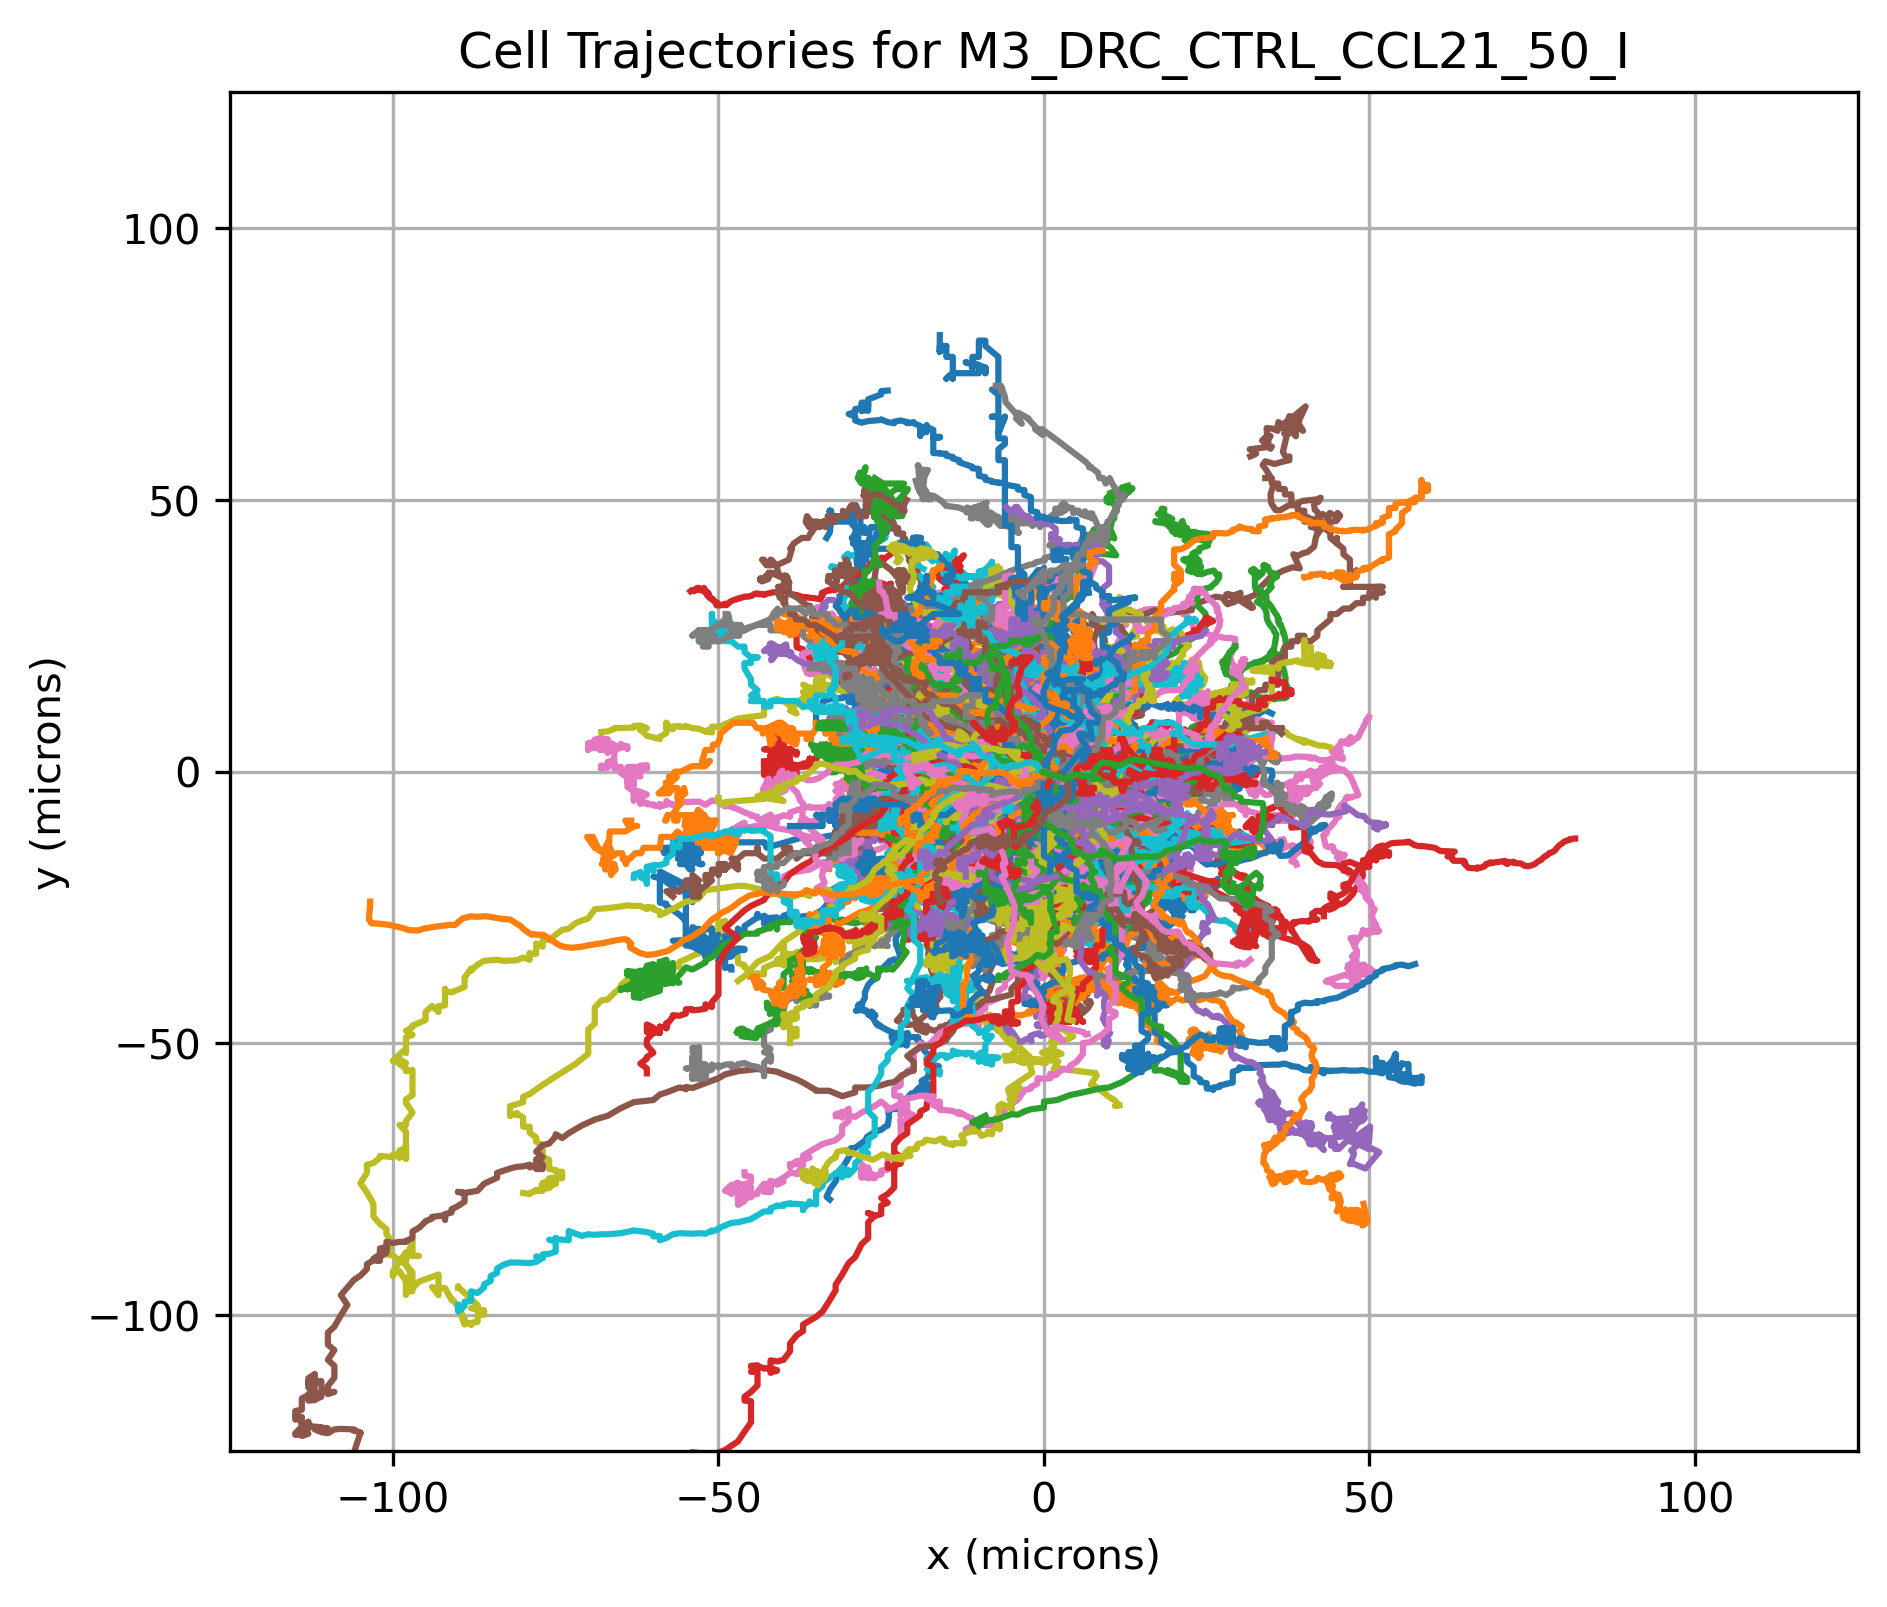 Cell Trajectories for M3_DRC_CTRL_CCL21_50_I
100
50
0
−50
−100
y (microns)
−100 −50 0 50 100
x (microns)